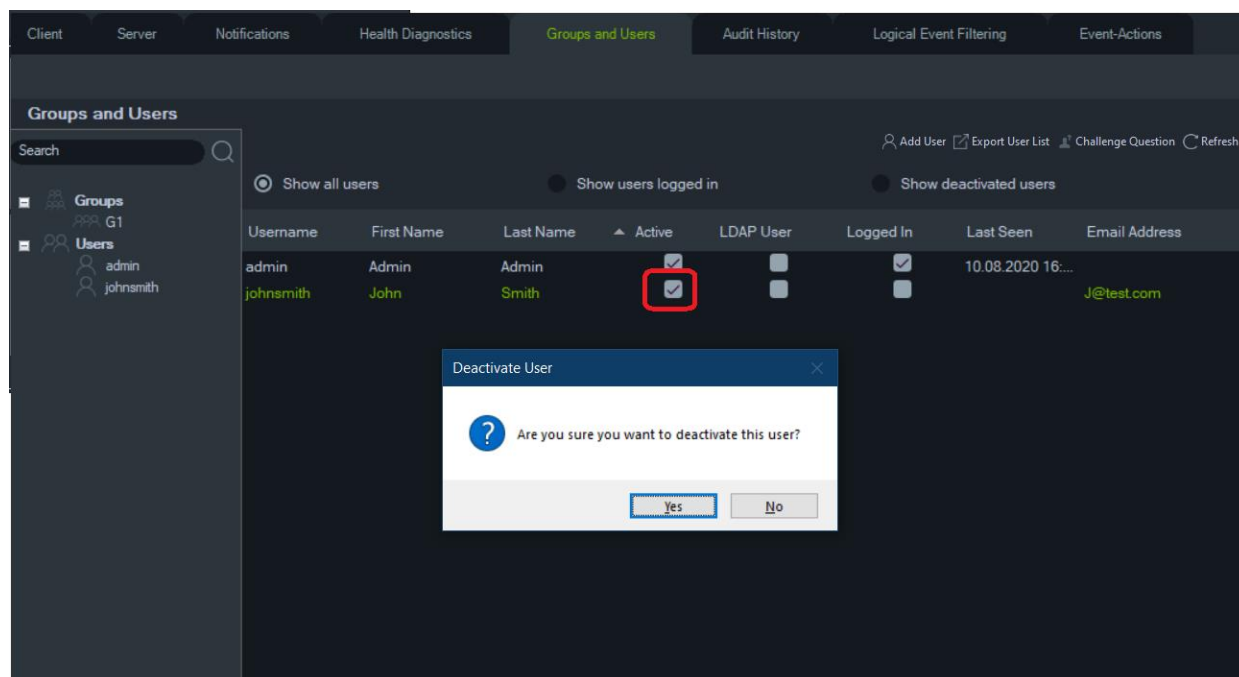 Client Server Notifications Health Diagnostics Groups and Users Audit History Logical Event Filtering Event-Actions
Groups and Users
Search
Add User Export User List Challenge Question Refresh
Show all users Show users logged in Show deactivated users
Groups
G1
Users
admin
johnsmith
Username First Name Last Name Active LDAP User Logged In Last Seen Email Address
admin Admin Admin 10.08.2020 16:...
johnsmith John Smith J@test.com
Deactivate User
Are you sure you want to deactivate this user?
Yes No